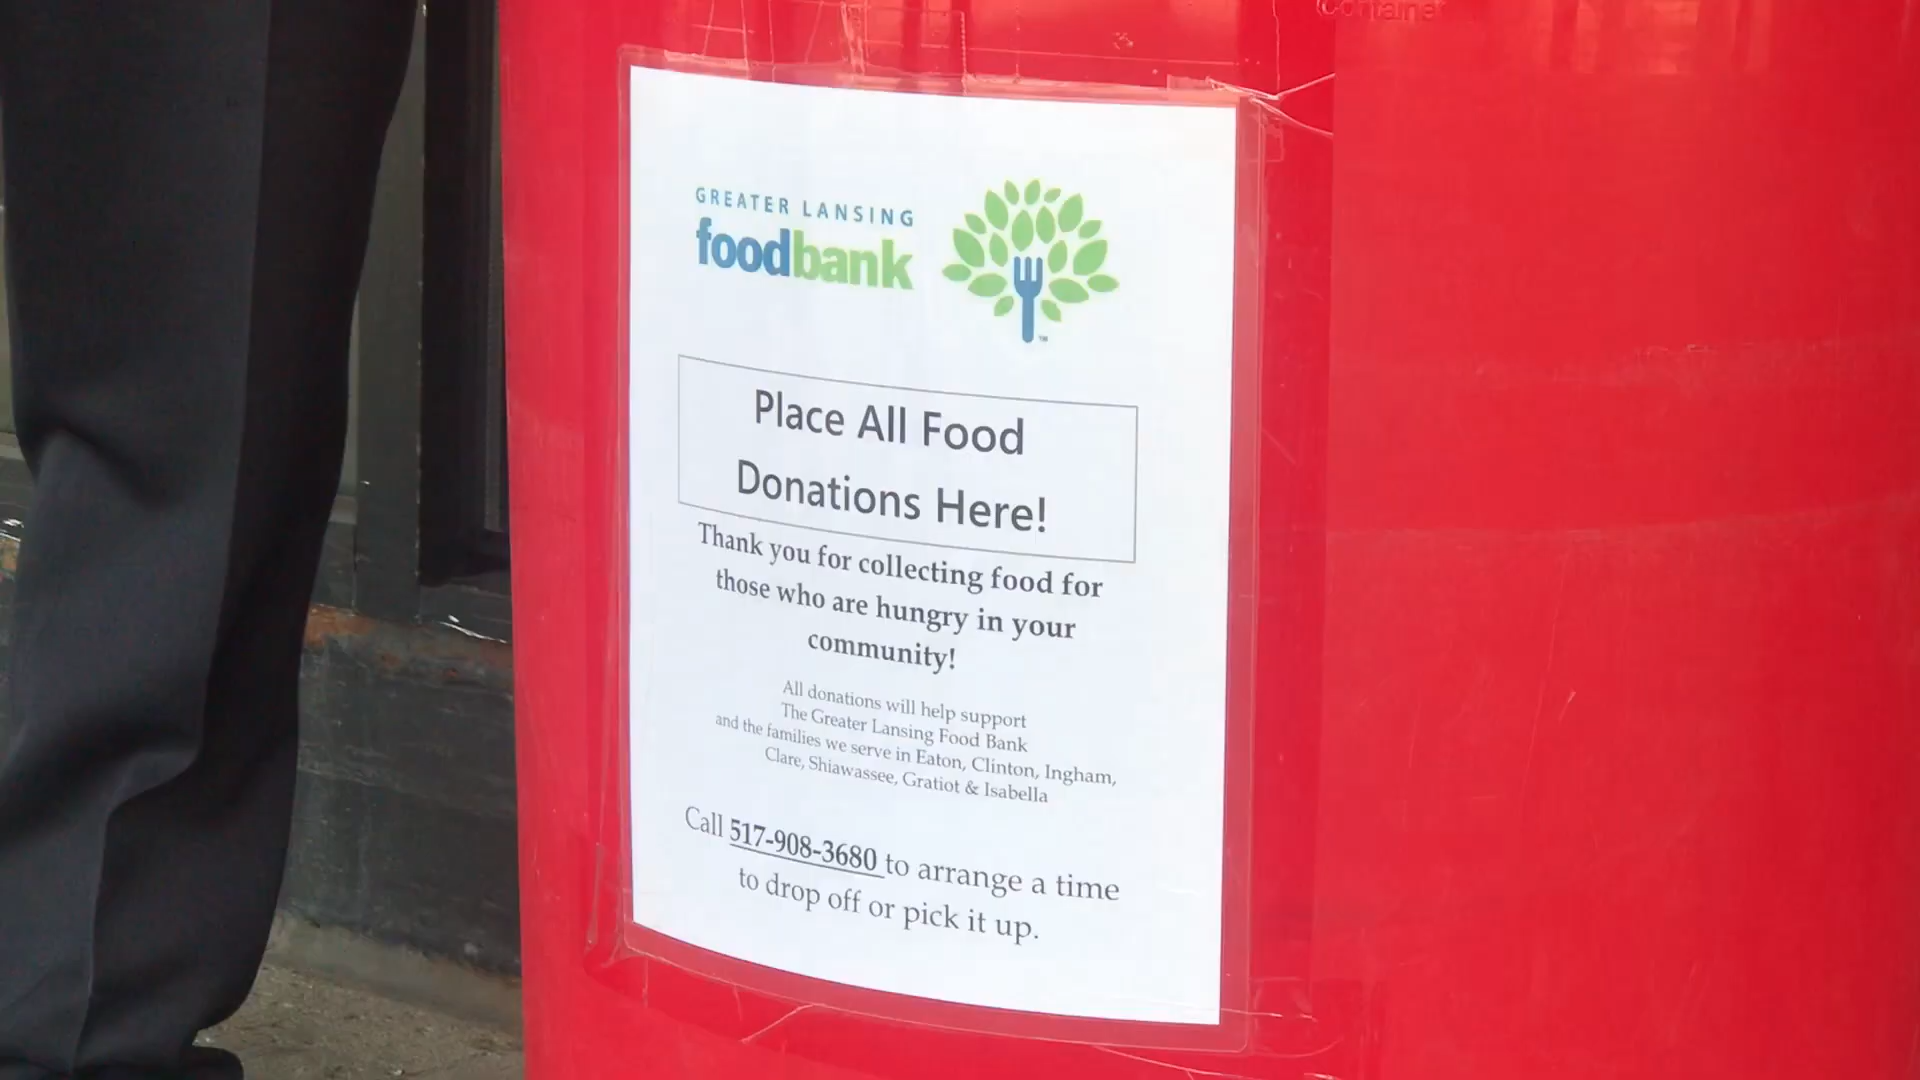 Container
GREATER LANSING
foodbank
TM
Place All Food
Donations Here!
Thank you for collecting food for
those who are hungry in your
community!
All donations will help support
The Greater Lansing Food Bank
and the families we serve in Eaton, Clinton, Ingham,
Clare, Shiawassee, Gratiot & Isabella
Call 517-908-3680 to arrange a time
to drop off or pick it up.